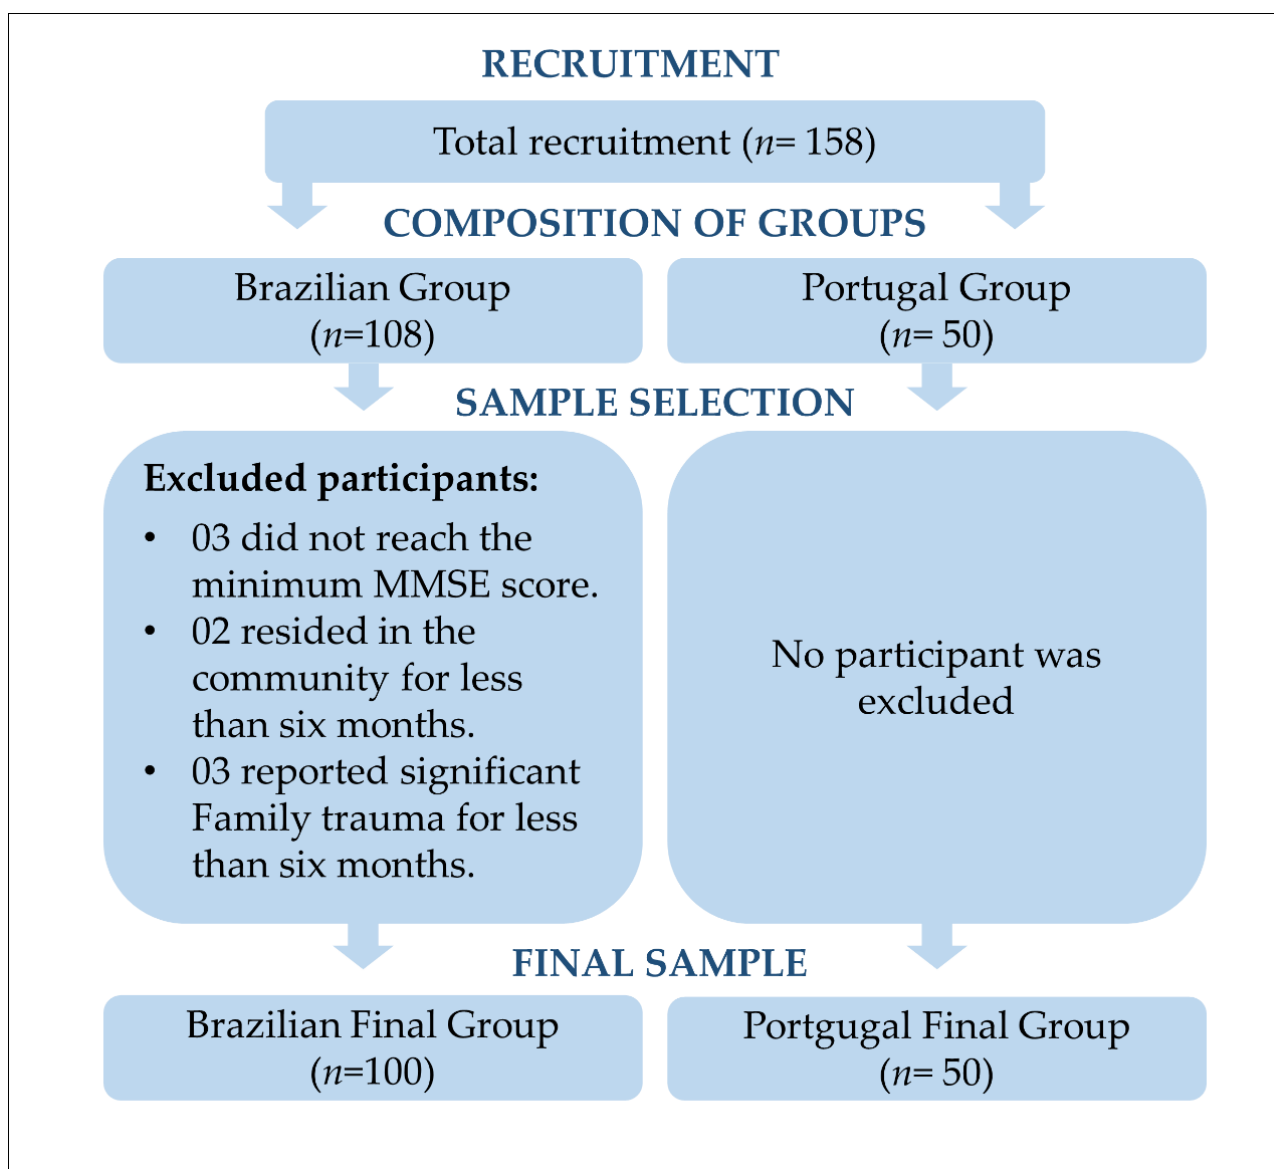 RECRUITMENT
Total recruitment (n= 158)
COMPOSITION OF GROUPS
Brazilian Group
(n=108)
Portugal Group
(n= 50)
SAMPLE SELECTION
Excluded participants:
• 03 did not reach the
minimum MMSE score.
• 02 resided in the
community for less
than six months.
• 03 reported significant
Family trauma for less
than six months.
No participant was
excluded
FINAL SAMPLE
Brazilian Final Group
(n=100)
Portgugal Final Group
(n= 50)